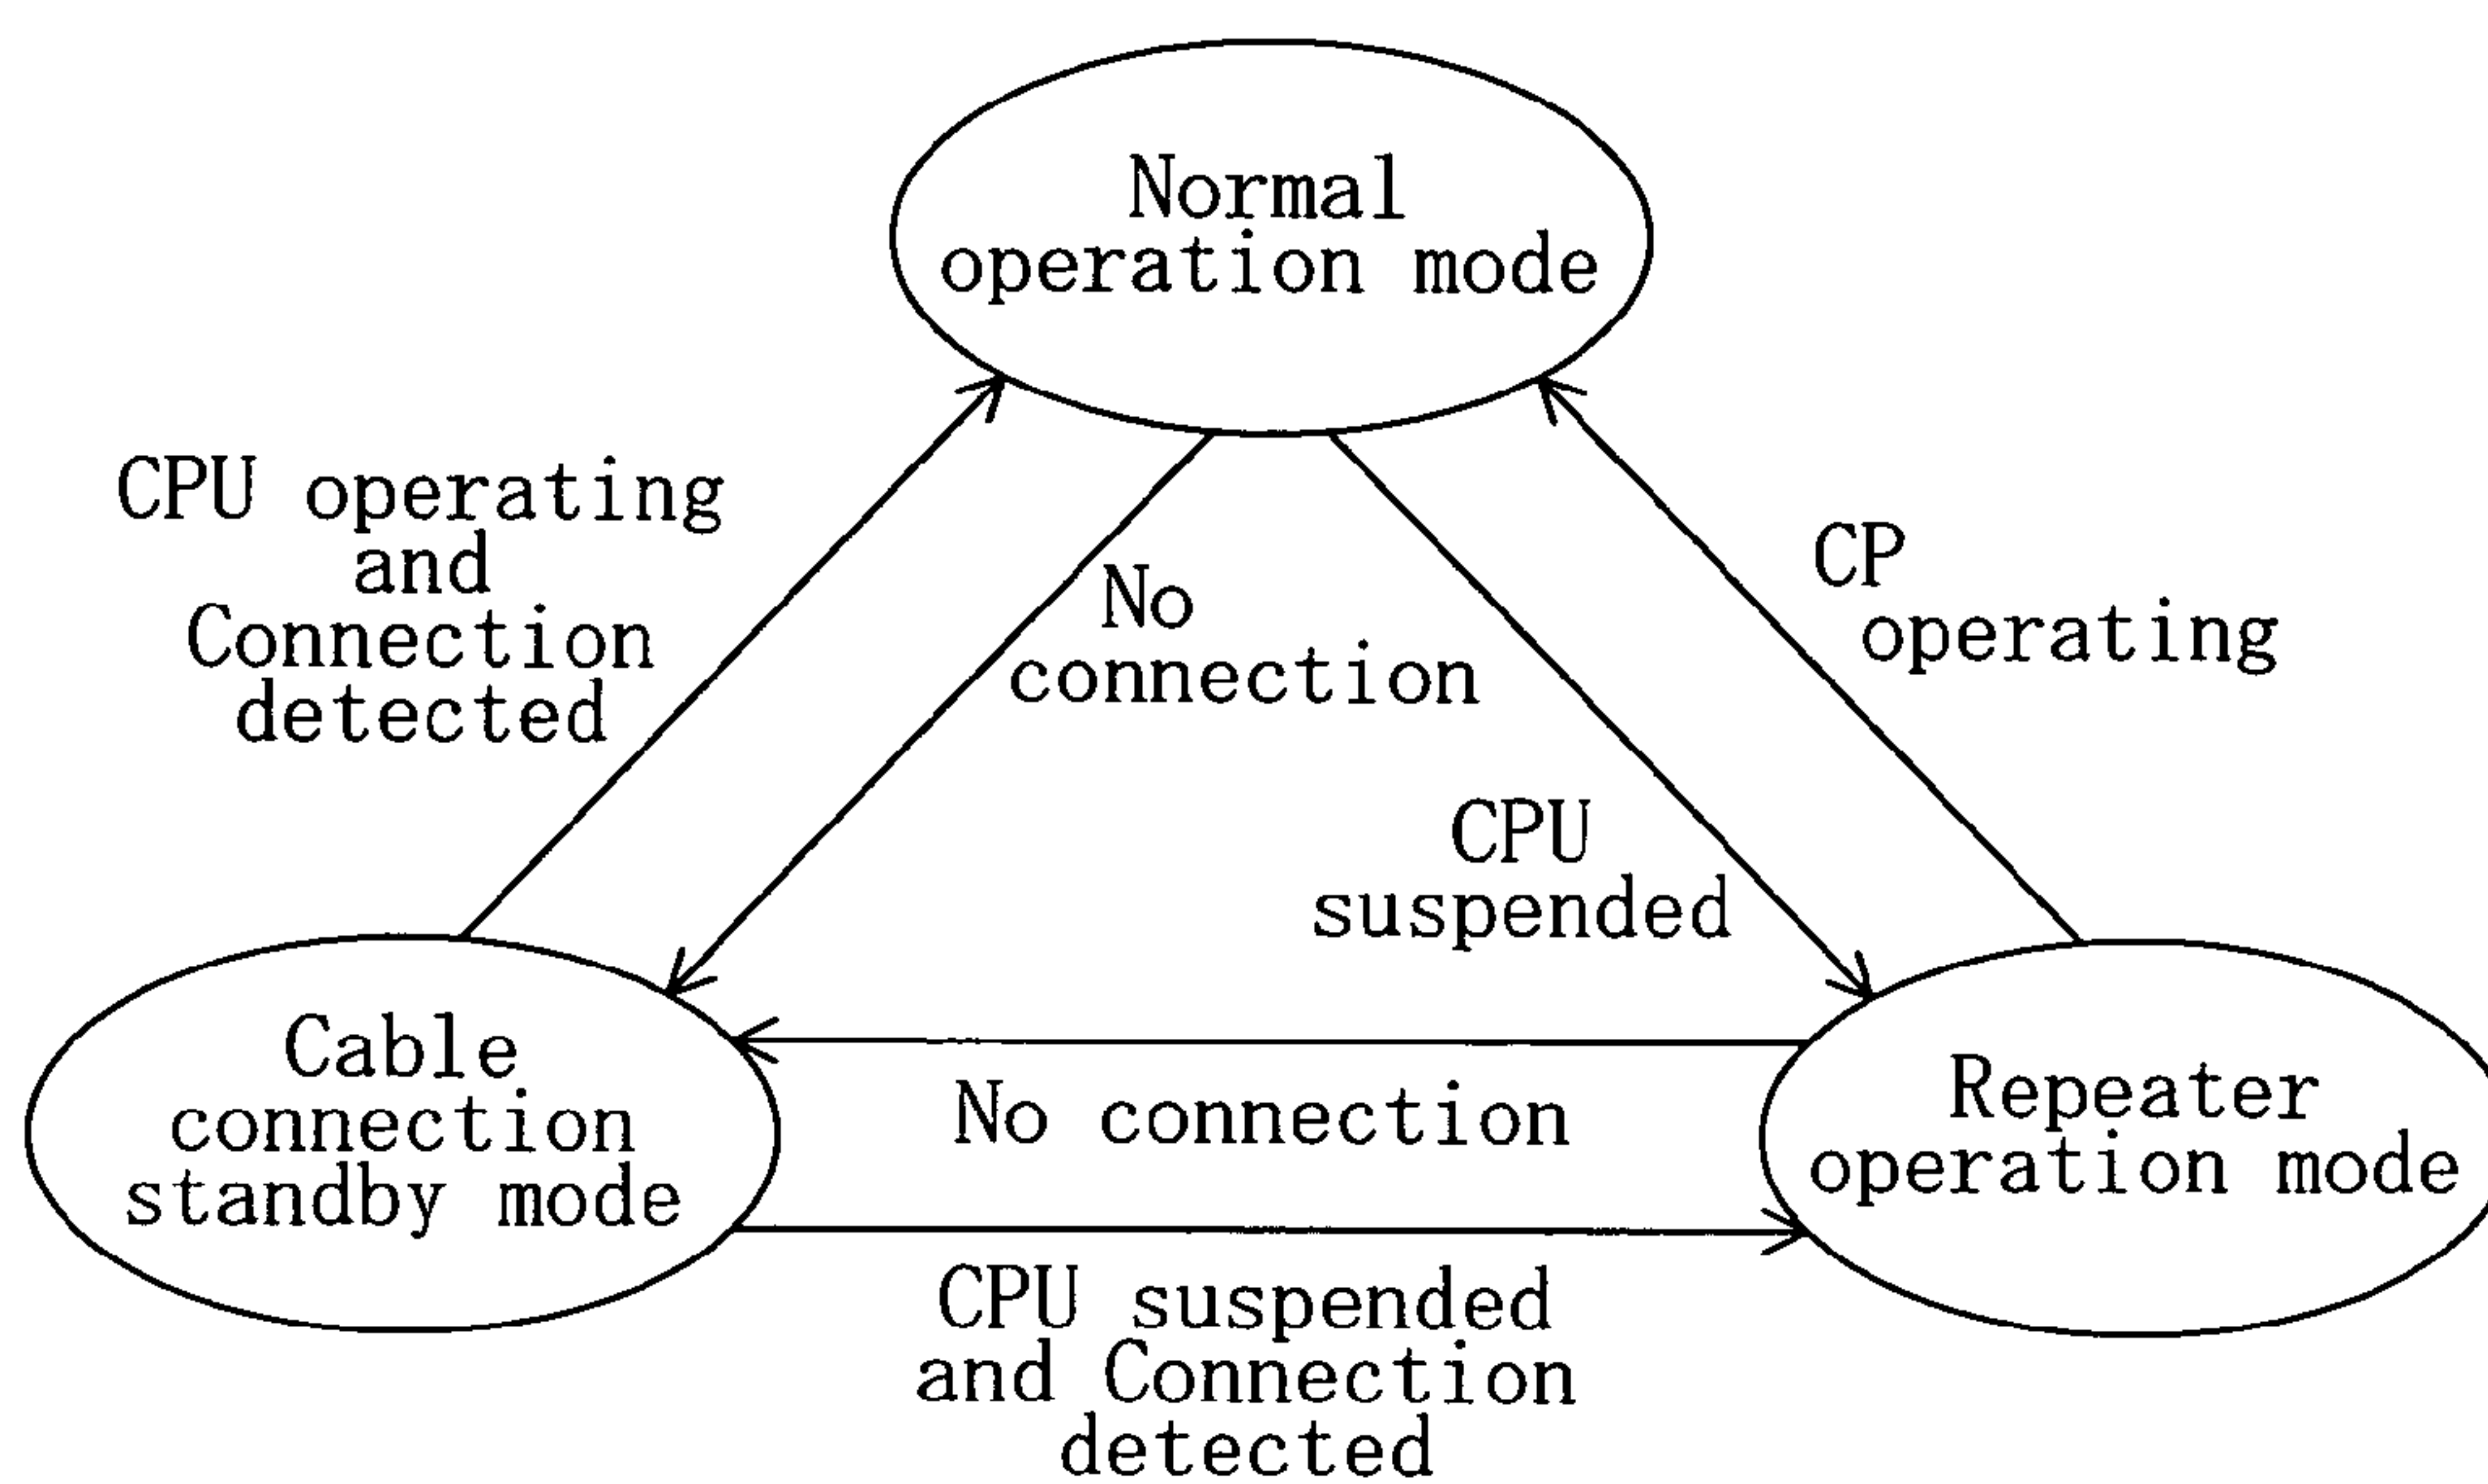 Normal
operation mode
CPU operating
and
Connection
detected
No
connection
CP
operating
CPU
suspended
Cable
connection
standby mode
No connection
Repeater
operation mode
CPU suspended
and Connection
detected